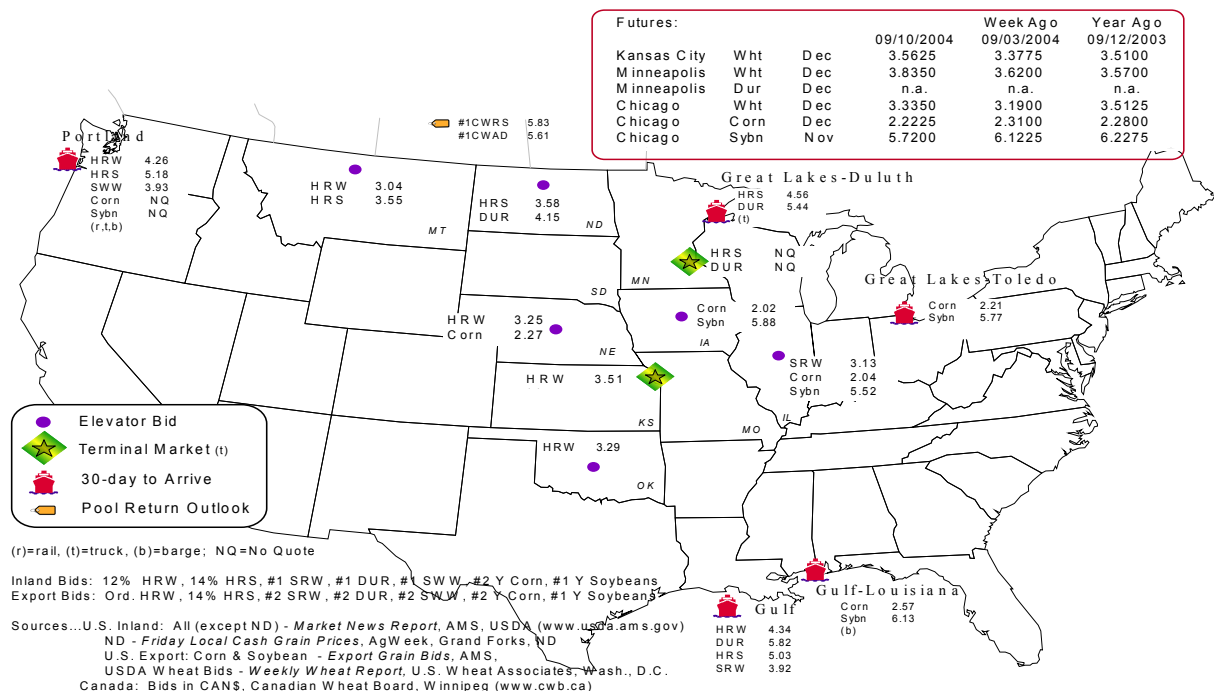 Futures: Week Ago Year Ago
09/10/2004 09/03/2004 09/12/2003
Kansas City Wht Dec 3.5625 3.3775 3.5100
Minneapolis Wht Dec 3.8350 3.6200 3.5700
Minneapolis Dur Dec n.a. n.a. n.a.
Chicago Wht Dec 3.3350 3.1900 3.5125
Chicago Corn Dec 2.2225 2.3100 2.2800
Chicago Sybn Nov 5.7200 6.1225 6.2275
#1CWRS 5.83
#1CWAD 5.61
Portland
HRW 4.26
HRS 5.18
SWW 3.93
Corn NQ
Sybn NQ
(r,t,b)
HRW 3.04
HRS 3.55
MT
HRS 3.58
DUR 4.15
ND
Great Lakes-Duluth
HRS 4.56
DUR 5.44
(t)
HRS NQ
DUR NQ
MN
SD
Great Lakes-Toledo
Corn 2.21
Sybn 5.77
HRW 3.25
Corn 2.27
NE
Corn 2.02
Sybn 5.88
IA
SRW 3.13
Corn 2.04
Sybn 5.52
IL
HRW 3.51
KS
MO
HRW 3.29
OK
Elevator Bid
Terminal Market (t)
30-day to Arrive
Pool Return Outlook
Gulf-Louisiana
Corn 2.57
Sybn 6.13
(b)
Gulf
HRW 4.34
DUR 5.82
HRS 5.03
SRW 3.92
(r)=rail, (t)=truck, (b)=barge; NQ=No Quote
Inland Bids: 12% HRW, 14% HRS, #1 SRW, #1 DUR, #1 SWW, #2 Y Corn, #1 Y Soybeans
Export Bids: Ord. HRW, 14% HRS, #2 SRW, #2 DUR, #2 SWW, #2 Y Corn, #1 Y Soybeans
Sources...U.S. Inland: All (except ND) - Market News Report, AMS, USDA (www.usda.ams.gov)
ND - Friday Local Cash Grain Prices, AgWeek, Grand Forks, ND
U.S. Export: Corn & Soybean - Export Grain Bids, AMS,
USDA Wheat Bids - Weekly Wheat Report, U.S. Wheat Associates, Wash., D.C.
Canada: Bids in CAN$, Canadian Wheat Board, Winnipeg (www.cwb.ca)